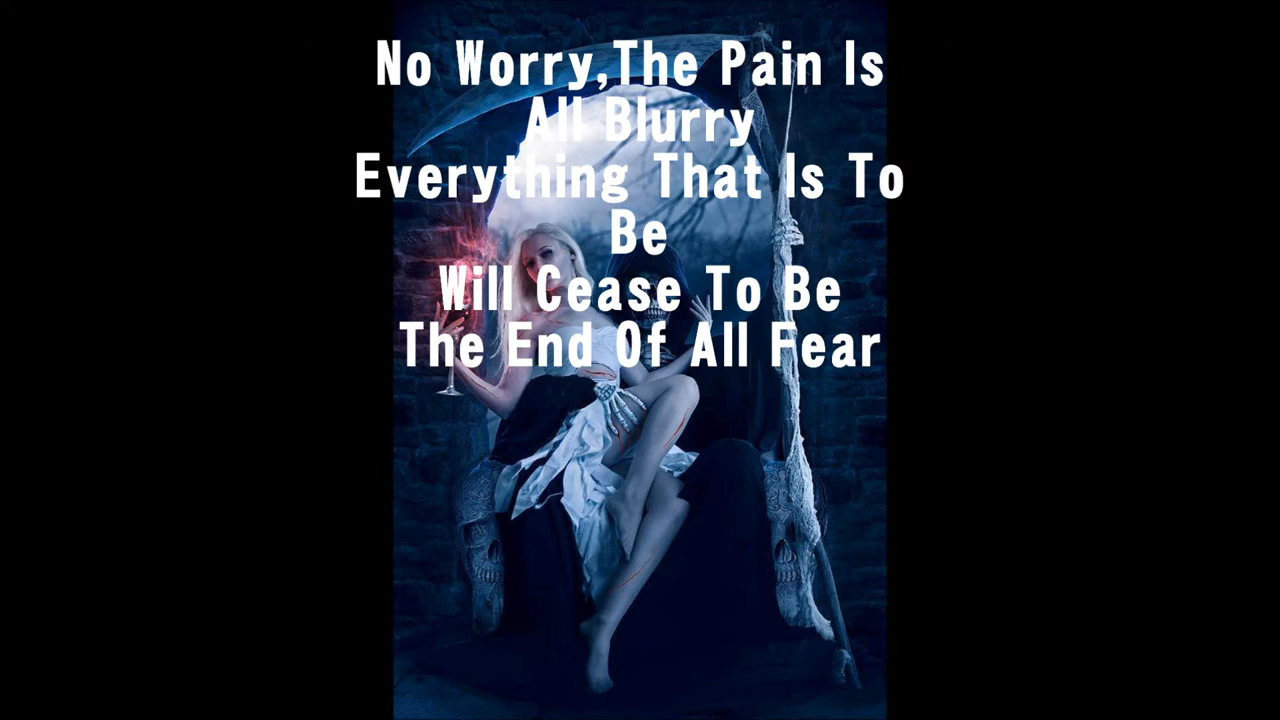 No Worry,The Pain Is
All Blurry
Everything That Is To
Be
Will Cease To Be
The End Of All Fear